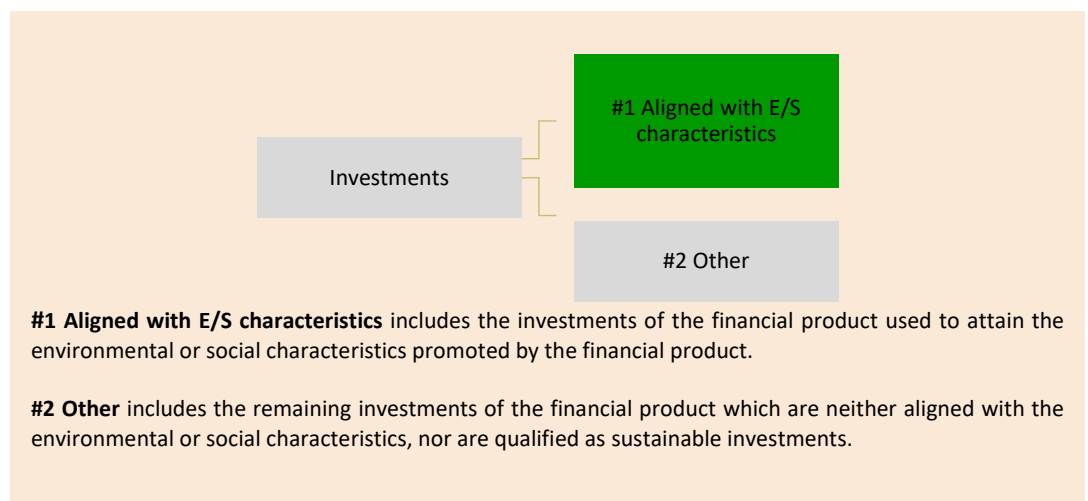 #1 Aligned with E/S
characteristics
Investments
#2 Other
#1 Aligned with E/S characteristics includes the investments of the financial product used to attain the
environmental or social characteristics promoted by the financial product.
#2 Other includes the remaining investments of the financial product which are neither aligned with the
environmental or social characteristics, nor are qualified as sustainable investments.